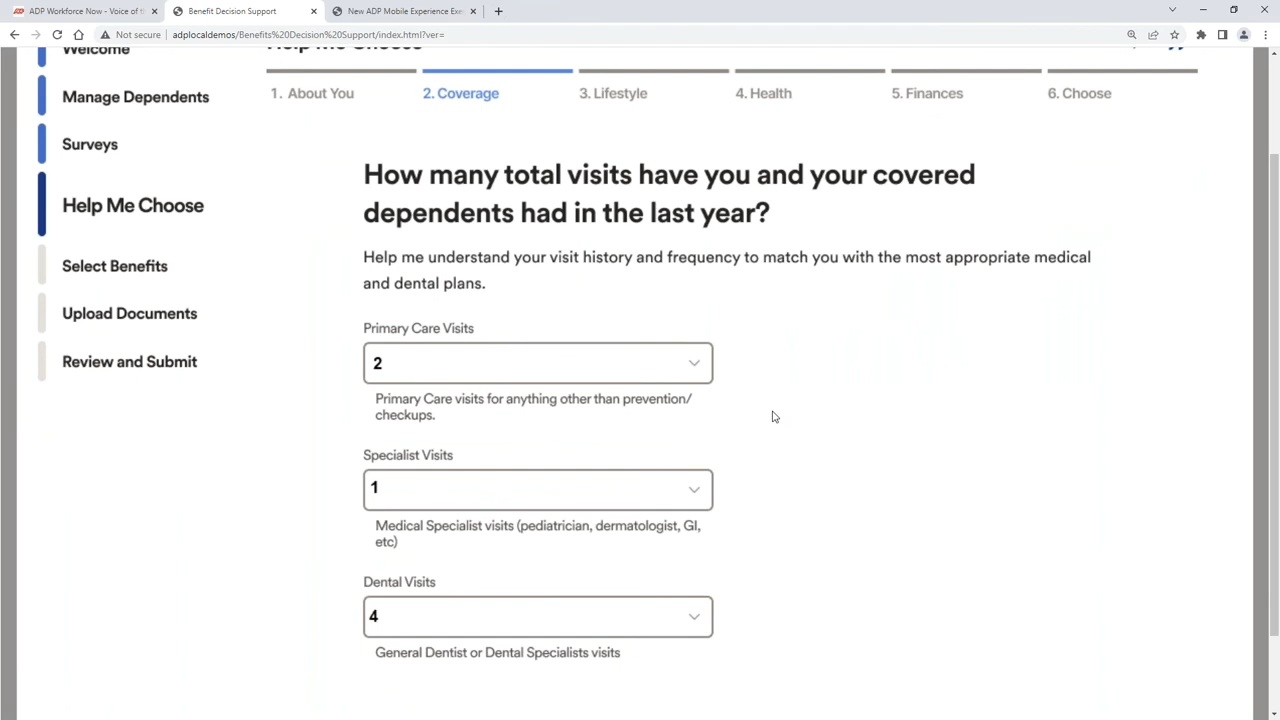 ADP Workforce Now - Voice of th
Benefit Decision Support
New ADP Mobile Experience Exe
Not secure
adplocaldemos/Benefits%20Decision%20Support/index.html?ver=
Welcome
Help Me Choose
Manage Dependents
Surveys
Help Me Choose
Select Benefits
Upload Documents
Review and Submit
1. About You
2. Coverage
3. Lifestyle
4. Health
5. Finances
6. Choose
How many total visits have you and your covered
dependents had in the last year?
Help me understand your visit history and frequency to match you with the most appropriate medical
and dental plans.
Primary Care Visits
2
Primary Care visits for anything other than prevention/
checkups.
Specialist Visits
1
Medical Specialist visits (pediatrician, dermatologist, GI,
etc)
Dental Visits
4
General Dentist or Dental Specialists visits